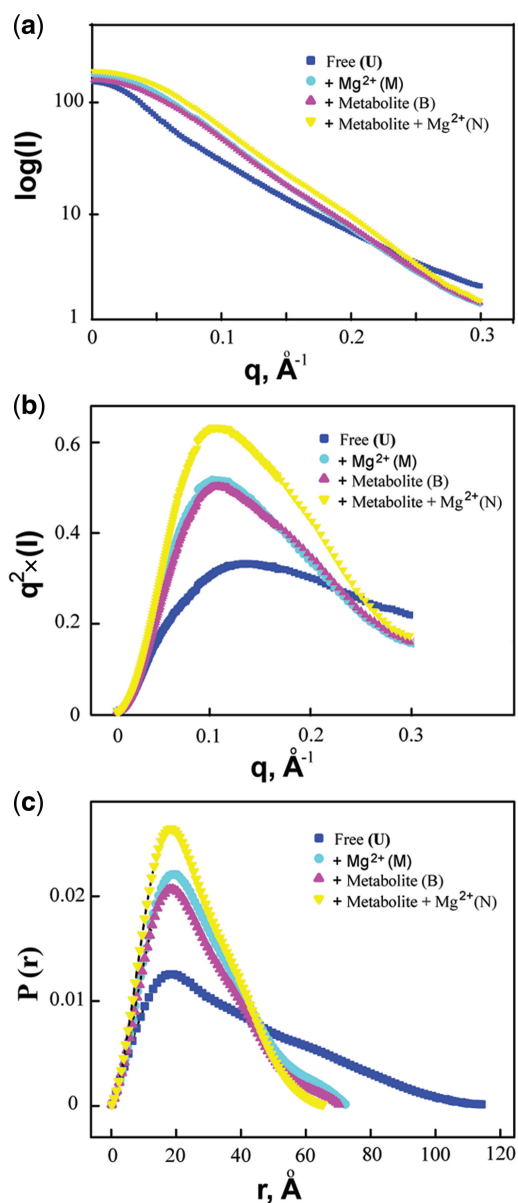 (a)
Free (U)
+ Mg²⁺ (M)
+ Metabolite (B)
+ Metabolite + Mg²⁺(N)
log(I)
100
10
1
0
0.1
0.2
0.3
q, Å⁻¹
(b)
Free (U)
+ Mg²⁺ (M)
+ Metabolite (B)
+ Metabolite + Mg²⁺(N)
q²×(I)
0.6
0.4
0.2
0
0
0.1
0.2
0.3
q, Å⁻¹
(c)
Free (U)
+ Mg²⁺ (M)
+ Metabolite (B)
+ Metabolite + Mg²⁺(N)
P (r)
0.02
0.01
0
0
20
40
60
80
100
120
r, Å